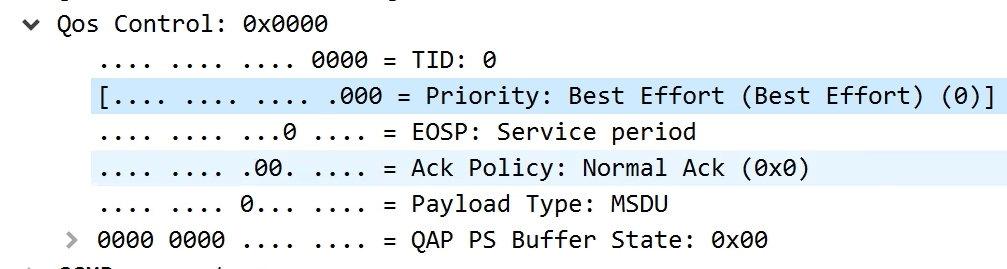 Qos Control: 0x0000
.... .... .... 0000 = TID: 0
[.... .... .... .000 = Priority: Best Effort (Best Effort) (0)]
.... .... ...0 .... = EOSP: Service period
.... .... .00. .... = Ack Policy: Normal Ack (0x0)
.... .... 0... .... = Payload Type: MSDU
0000 0000 .... .... = QAP PS Buffer State: 0x00